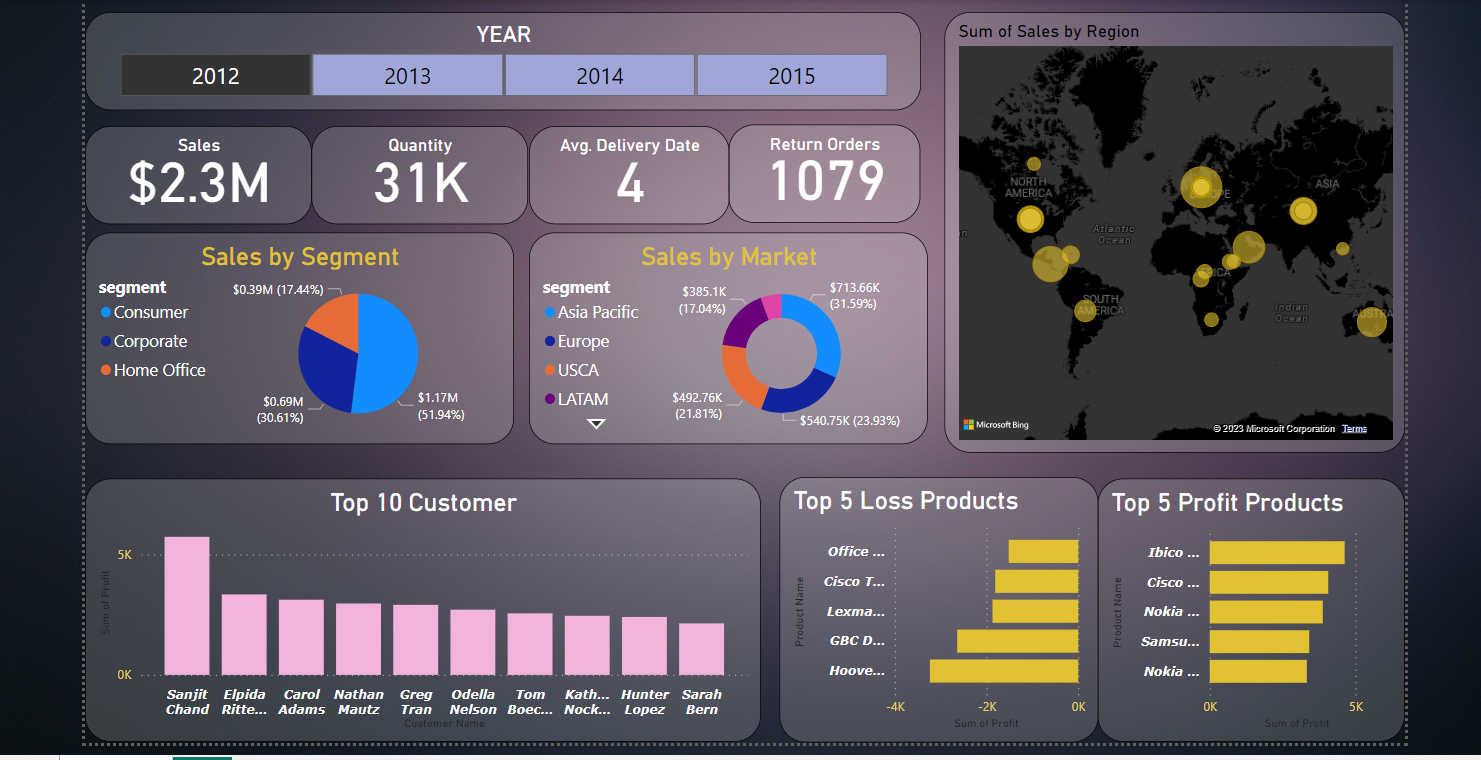 YEAR
2012
2013
2014
2015
Sales
$2.3M
Quantity
31K
Avg. Delivery Date
4
Return Orders
1079
Sum of Sales by Region
NORTH
AMERICA
EUROPE
ASIA
Atlantic
Ocean
AFRICA
SOUTH
AMERICA
Indian
Ocean
AUSTRA
Microsoft Bing
© 2023 Microsoft Corporation
Terms
Sales by Segment
segment
Consumer
Corporate
Home Office
$0.39M (17.44%)
$0.69M
(30.61%)
$1.17M
(51.94%)
Sales by Market
segment
Asia Pacific
Europe
USCA
LATAM
$385.1K
(17.04%)
$713.66K
(31.59%)
$492.76K
(21.81%)
$540.75K (23.93%)
Top 10 Customer
Sum of Profit
5K
0K
Sanjit
Chand
Elpida
Ritte...
Carol
Adams
Nathan
Mautz
Greg
Tran
Odella
Nelson
Tom
Boec...
Kath...
Nock...
Hunter
Lopez
Sarah
Bern
Customer Name
Top 5 Loss Products
Product Name
Office ...
Cisco T...
Lexma...
GBC D...
Hoove...
-4K
-2K
0K
Sum of Profit
Top 5 Profit Products
Product Name
Ibico ...
Cisco ...
Nokia ...
Samsu...
Nokia ...
0K
5K
Sum of Profit